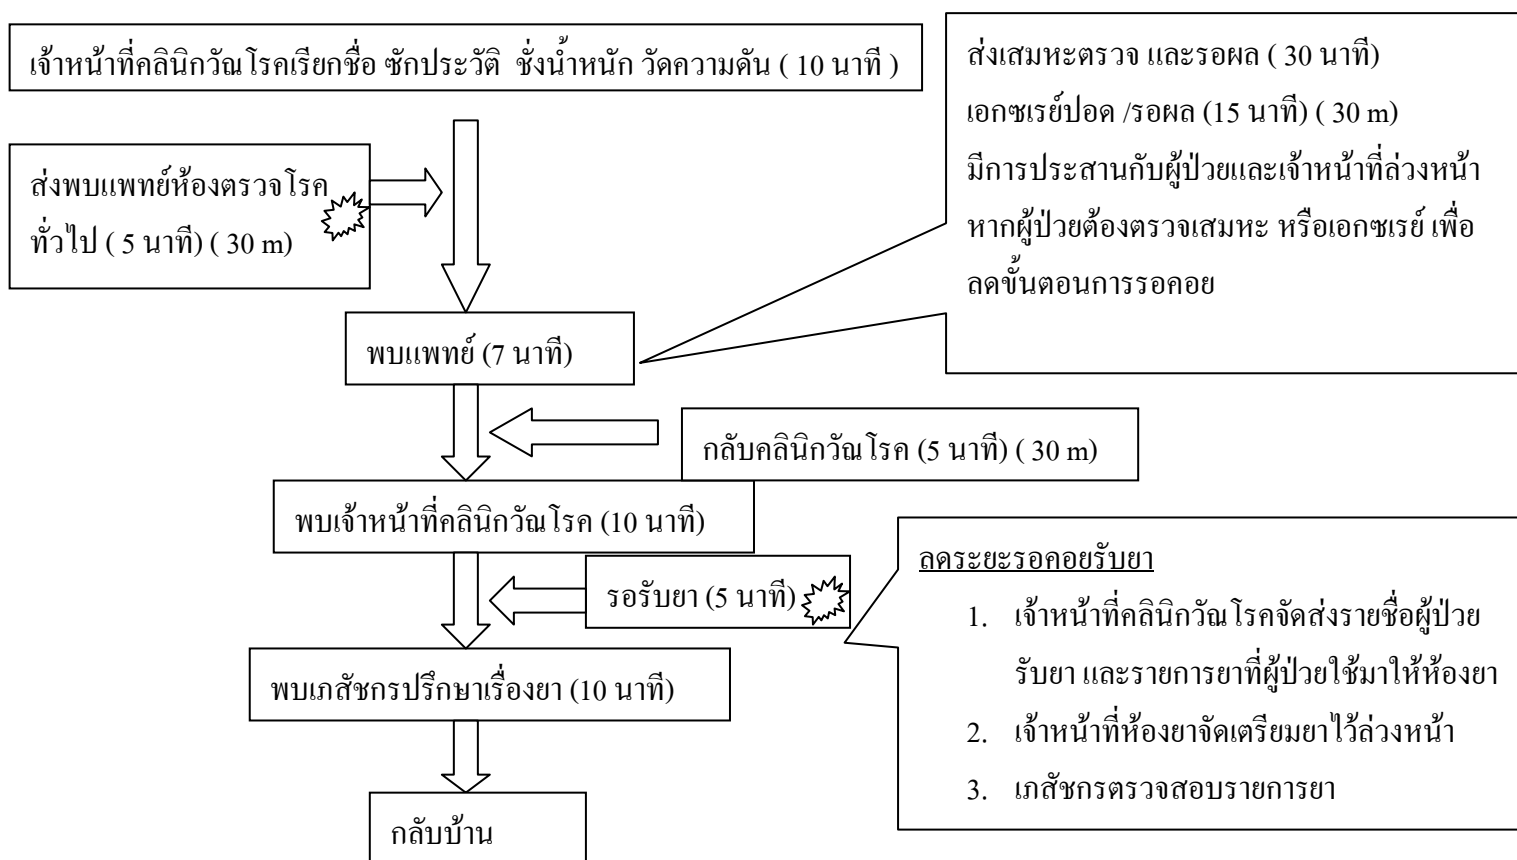 เจ้าหน้าที่คลินิกวัณโรคเรียกชื่อ ซักประวัติ ชั่งน้ำหนัก วัดความดัน ( 10 นาที )
ส่งเสมหะตรวจ และรอผล ( 30 นาที)
เอกซเรย์ปอด /รอผล (15 นาที) ( 30 m)
มีการประสานกับผู้ป่วยและเจ้าหน้าที่ล่วงหน้า
หากผู้ป่วยต้องตรวจเสมหะ หรือเอกซเรย์ เพื่อ
ลดขั้นตอนการรอคอย
ส่งพบแพทย์ห้องตรวจโรค
ทั่วไป ( 5 นาที) ( 30 m)
พบแพทย์ (7 นาที)
กลับคลินิกวัณโรค (5 นาที) ( 30 m)
พบเจ้าหน้าที่คลินิกวัณโรค (10 นาที)
รอรับยา (5 นาที)
ลดระยะรอคอยรับยา
1. เจ้าหน้าที่คลินิกวัณโรคจัดส่งรายชื่อผู้ป่วย
รับยา และรายการยาที่ผู้ป่วยใช้มาให้ห้องยา
2. เจ้าหน้าที่ห้องยาจัดเตรียมยาไว้ล่วงหน้า
3. เภสัชกรตรวจสอบรายการยา
พบเภสัชกรปรึกษาเรื่องยา (10 นาที)
กลับบ้าน